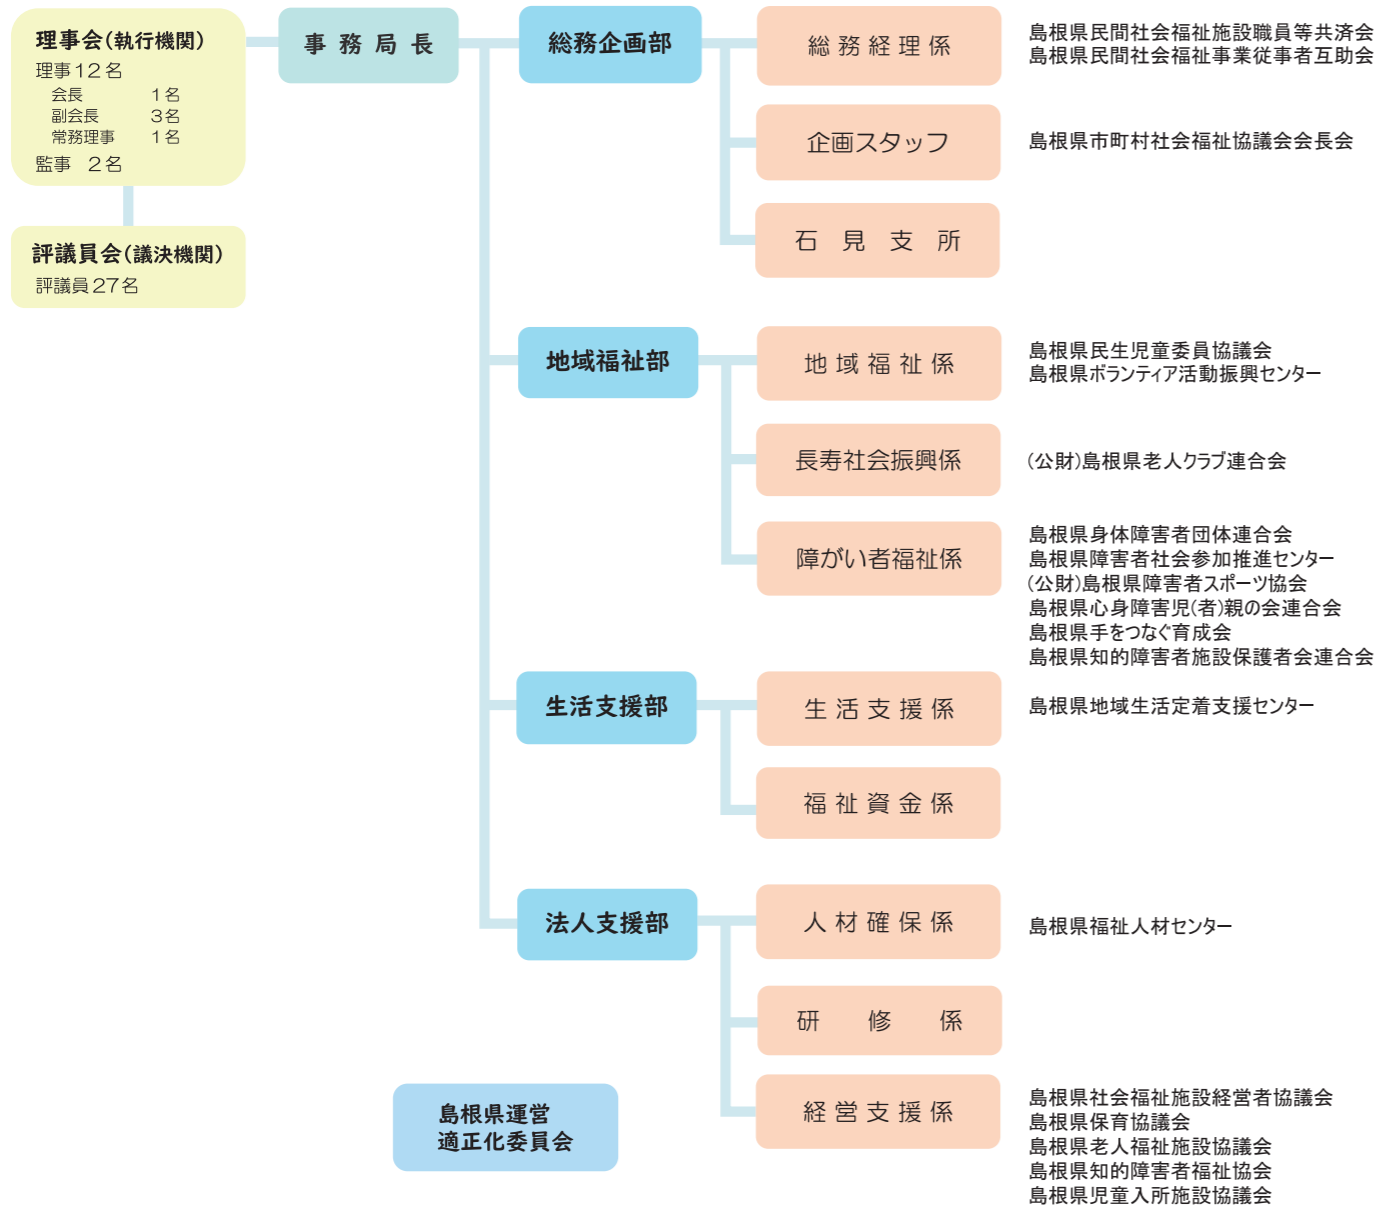 理事会(執行機関)
理事12名
会長 1名
副会長 3名
常務理事 1名
監事 2名
評議員会(議決機関)
評議員27名
事務局長
総務企画部
総務経理係
島根県民間社会福祉施設職員等共済会
島根県民間社会福祉事業従事者互助会
企画スタッフ
島根県市町村社会福祉協議会会長会
石見支所
地域福祉部
地域福祉係
島根県民生児童委員協議会
島根県ボランティア活動振興センター
長寿社会振興係
(公財)島根県老人クラブ連合会
障がい者福祉係
島根県身体障害者団体連合会
島根県障害者社会参加推進センター
(公財)島根県障害者スポーツ協会
島根県心身障害児(者)親の会連合会
島根県手をつなぐ育成会
島根県知的障害者施設保護者会連合会
生活支援部
生活支援係
島根県地域生活定着支援センター
福祉資金係
法人支援部
人材確保係
島根県福祉人材センター
研修係
経営支援係
島根県社会福祉施設経営者協議会
島根県保育協議会
島根県老人福祉施設協議会
島根県知的障害者福祉協会
島根県児童入所施設協議会
島根県運営
適正化委員会